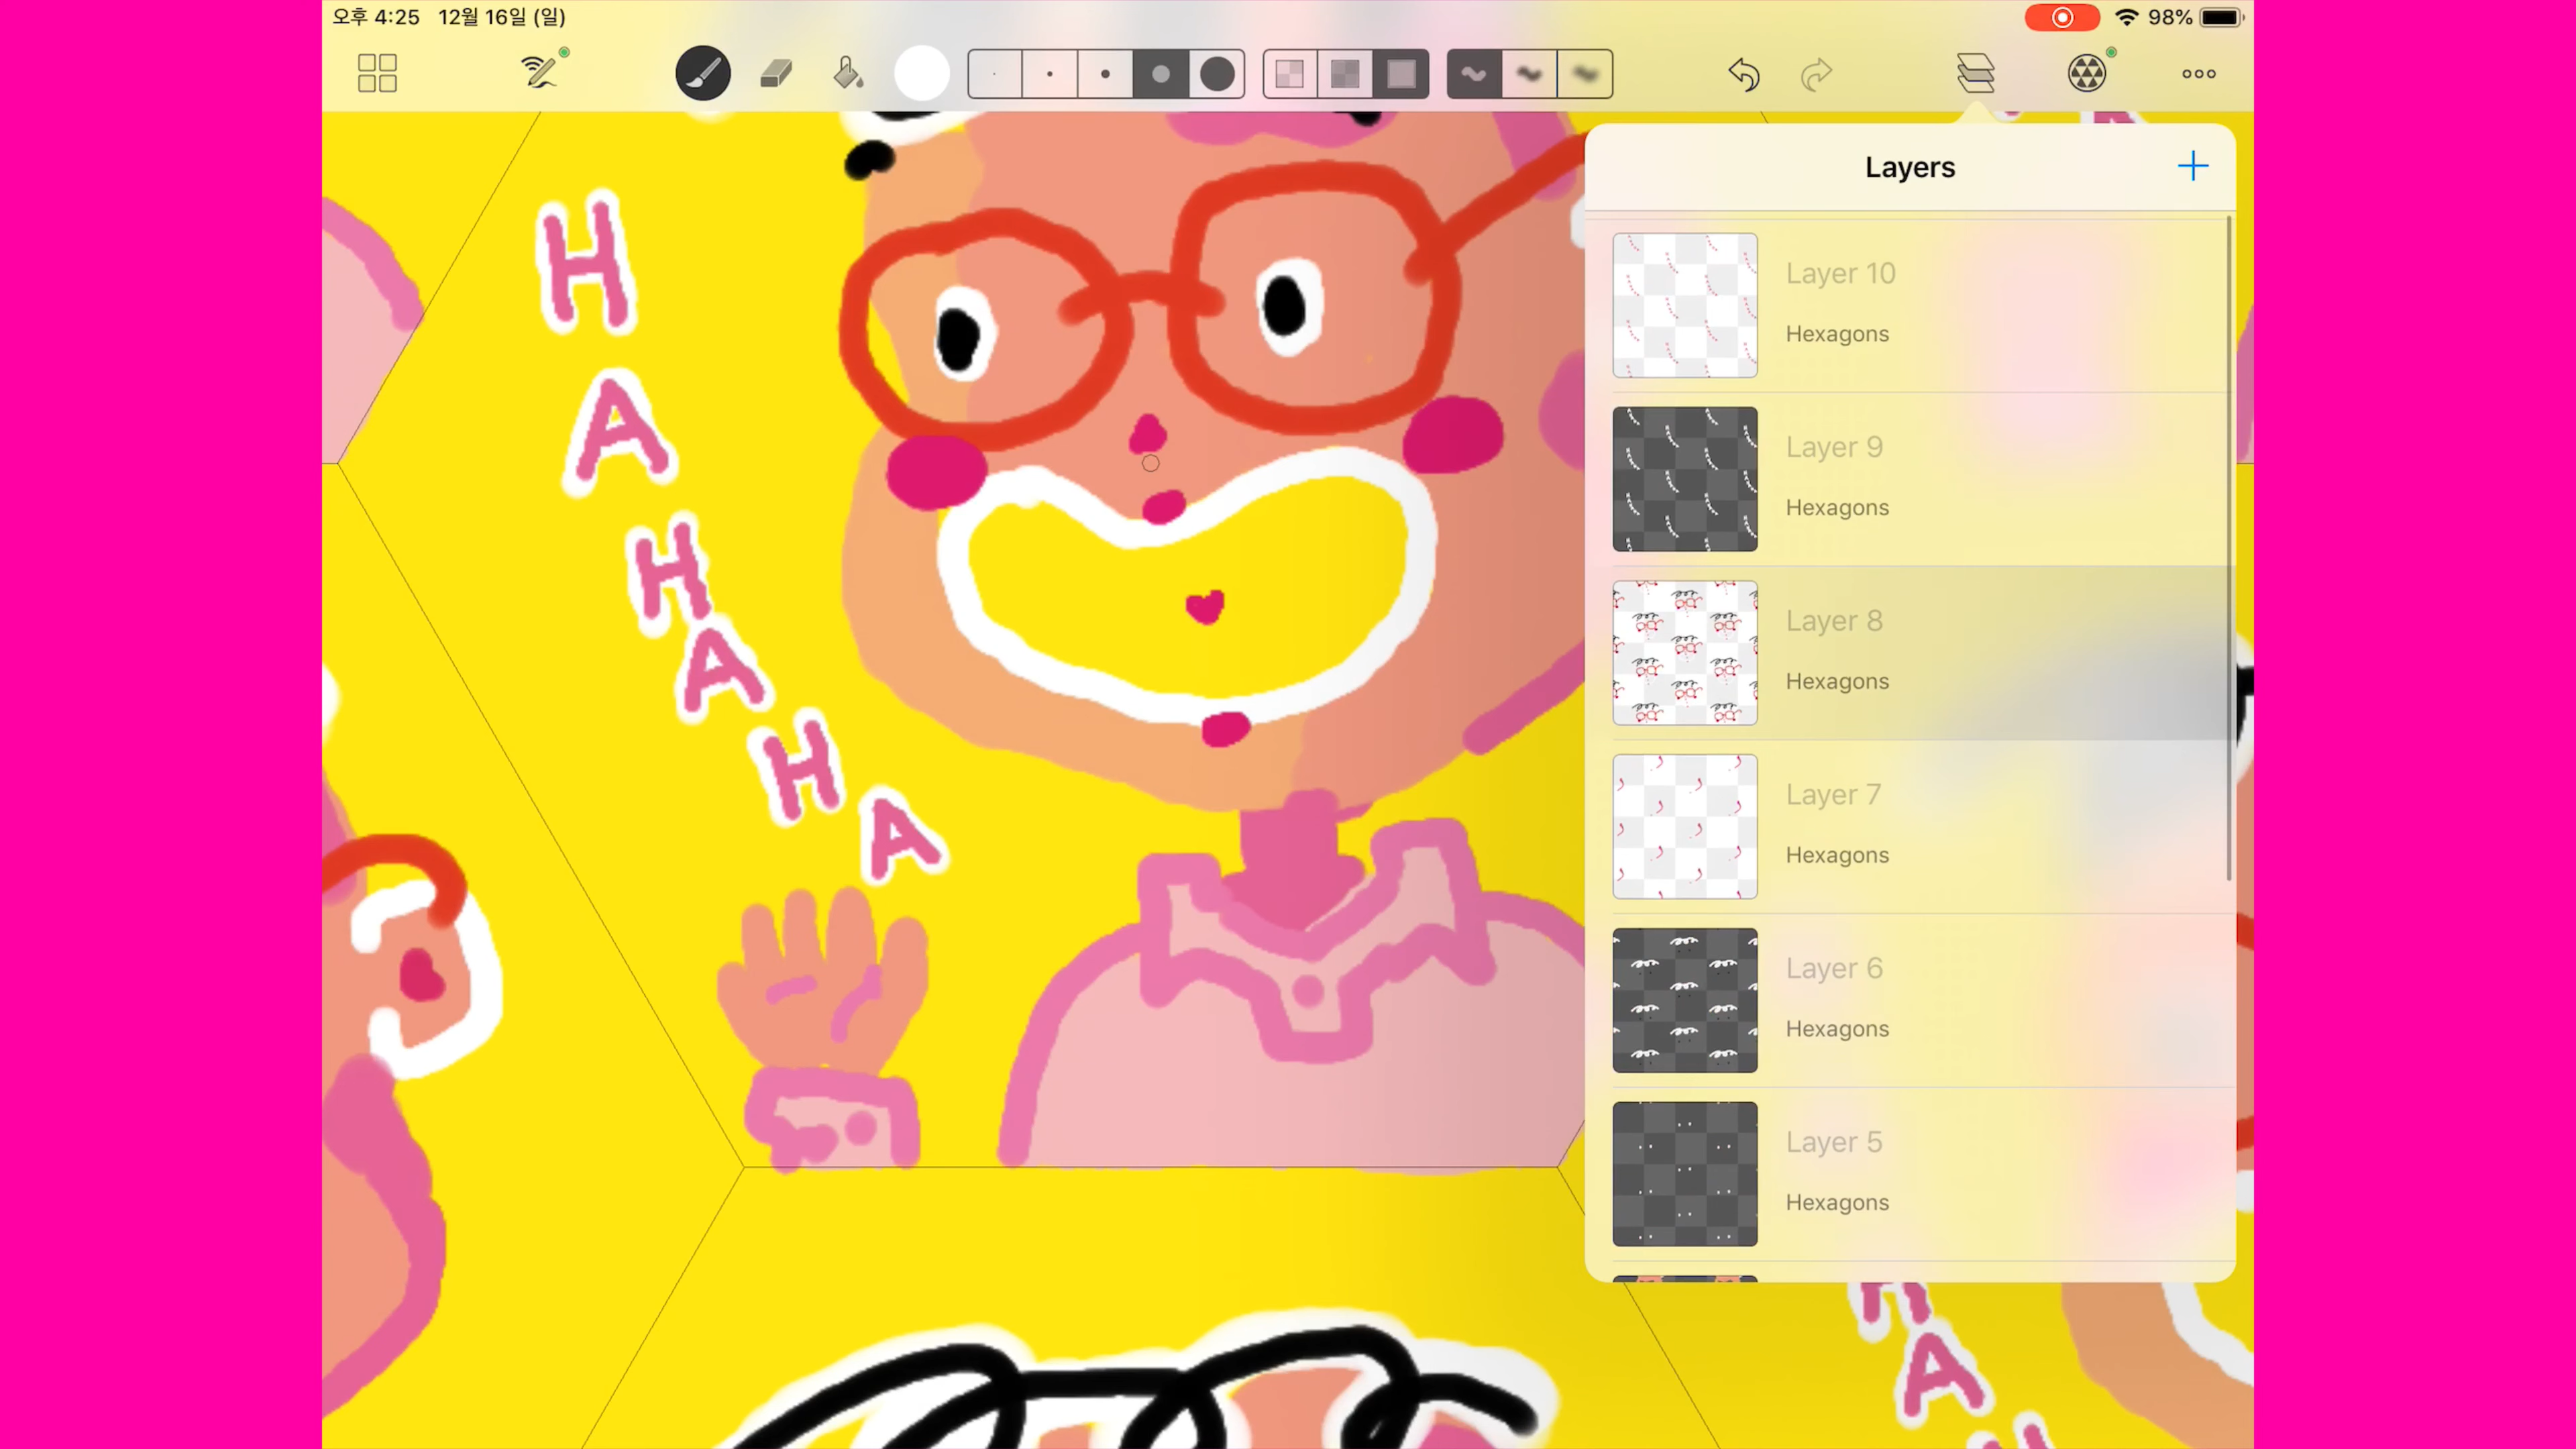 오후 4:25 12월 16일 (일)
98%
Layers
Layer 10
Hexagons
Layer 9
Hexagons
Layer 8
Hexagons
Layer 7
Hexagons
Layer 6
Hexagons
Layer 5
Hexagons
H
A
H
A
H
A
H
A